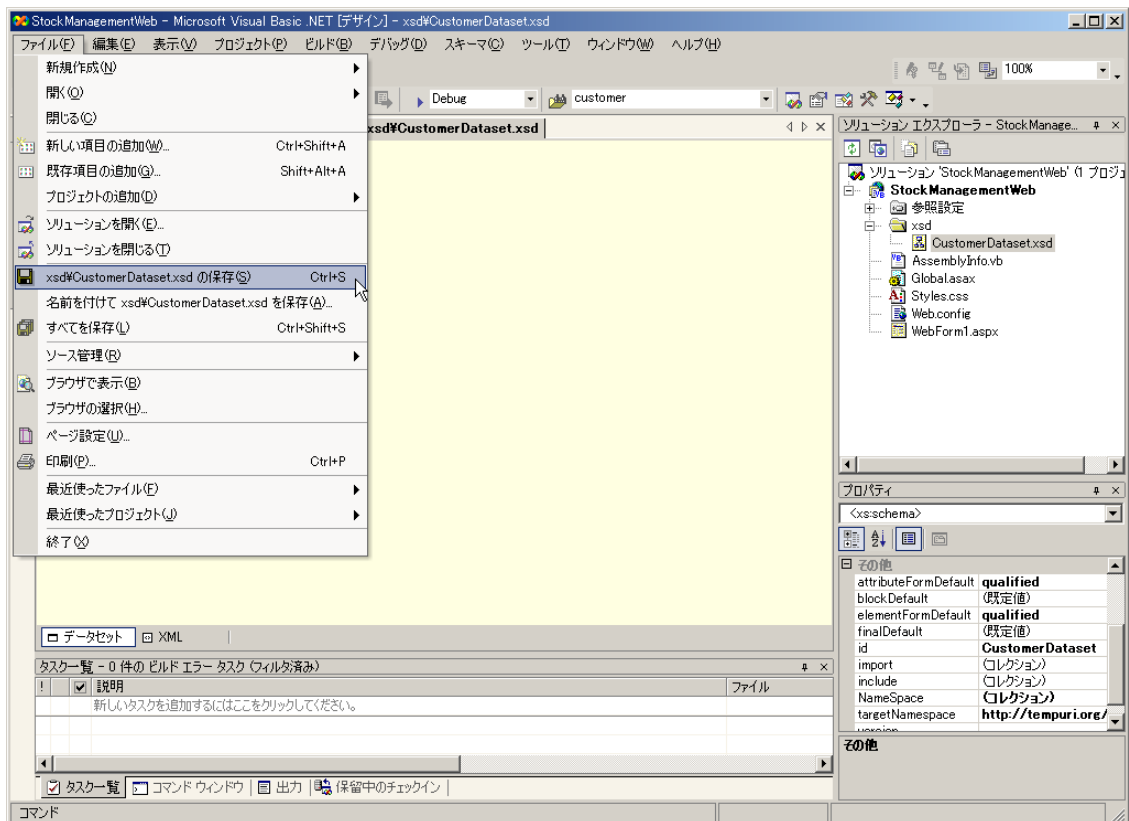 StockManagementWeb - Microsoft Visual Basic .NET [デザイン] - xsd¥CustomerDataset.xsd
ファイル(F) 編集(E) 表示(V) プロジェクト(P) ビルド(B) デバッグ(D) スキーマ(C) ツール(T) ウィンドウ(W) ヘルプ(H)
100%
Debug customer
新規作成(N)
開く(O)
閉じる(C)
新しい項目の追加(W)... Ctrl+Shift+A
既存項目の追加(G)... Shift+Alt+A
プロジェクトの追加(D)
ソリューションを開く(E)...
ソリューションを閉じる(T)
xsd¥CustomerDataset.xsd の保存(S) Ctrl+S
名前を付けて xsd¥CustomerDataset.xsd を保存(A)...
すべてを保存(L) Ctrl+Shift+S
ソース管理(R)
ブラウザで表示(B)
ブラウザの選択(H)...
ページ設定(U)...
印刷(P)... Ctrl+P
最近使ったファイル(F)
最近使ったプロジェクト(J)
終了(X)
xsd¥CustomerDataset.xsd
ソリューション エクスプローラ - StockManage...
ソリューション 'StockManagementWeb' (1 プロジェ
StockManagementWeb
参照設定
xsd
CustomerDataset.xsd
AssemblyInfo.vb
Global.asax
Styles.css
Web.config
WebForm1.aspx
プロパティ
<xs:schema>
その他
attributeFormDefault qualified
blockDefault (既定値)
elementFormDefault qualified
finalDefault (既定値)
id CustomerDataset
import (コレクション)
include (コレクション)
NameSpace (コレクション)
targetNamespace http://tempuri.org/
version
その他
データセット XML
タスク一覧 - 0 件の ビルド エラー タスク (フィルタ済み)
! 説明 ファイル
新しいタスクを追加するにはここをクリックしてください。
タスク一覧 コマンド ウィンドウ 出力 保留中のチェックイン
コマンド